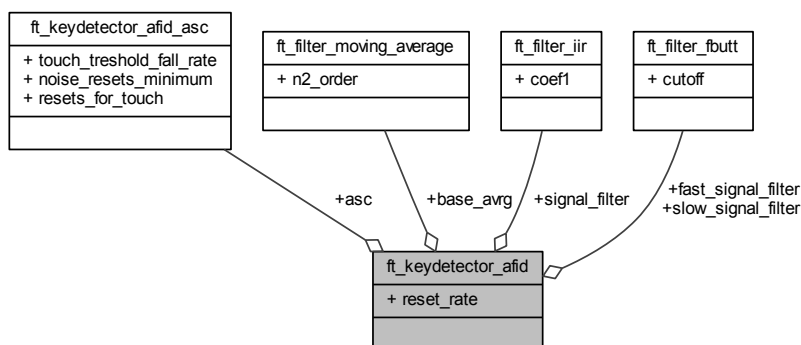 ft_keydetector_afid_asc
+ touch_treshold_fall_rate
+ noise_resets_minimum
+ resets_for_touch
ft_filter_moving_average
+ n2_order
ft_filter_iir
+ coef1
ft_filter_fbutt
+ cutoff
+asc
+base_avrg
+signal_filter
+fast_signal_filter
+slow_signal_filter
ft_keydetector_afid
+ reset_rate